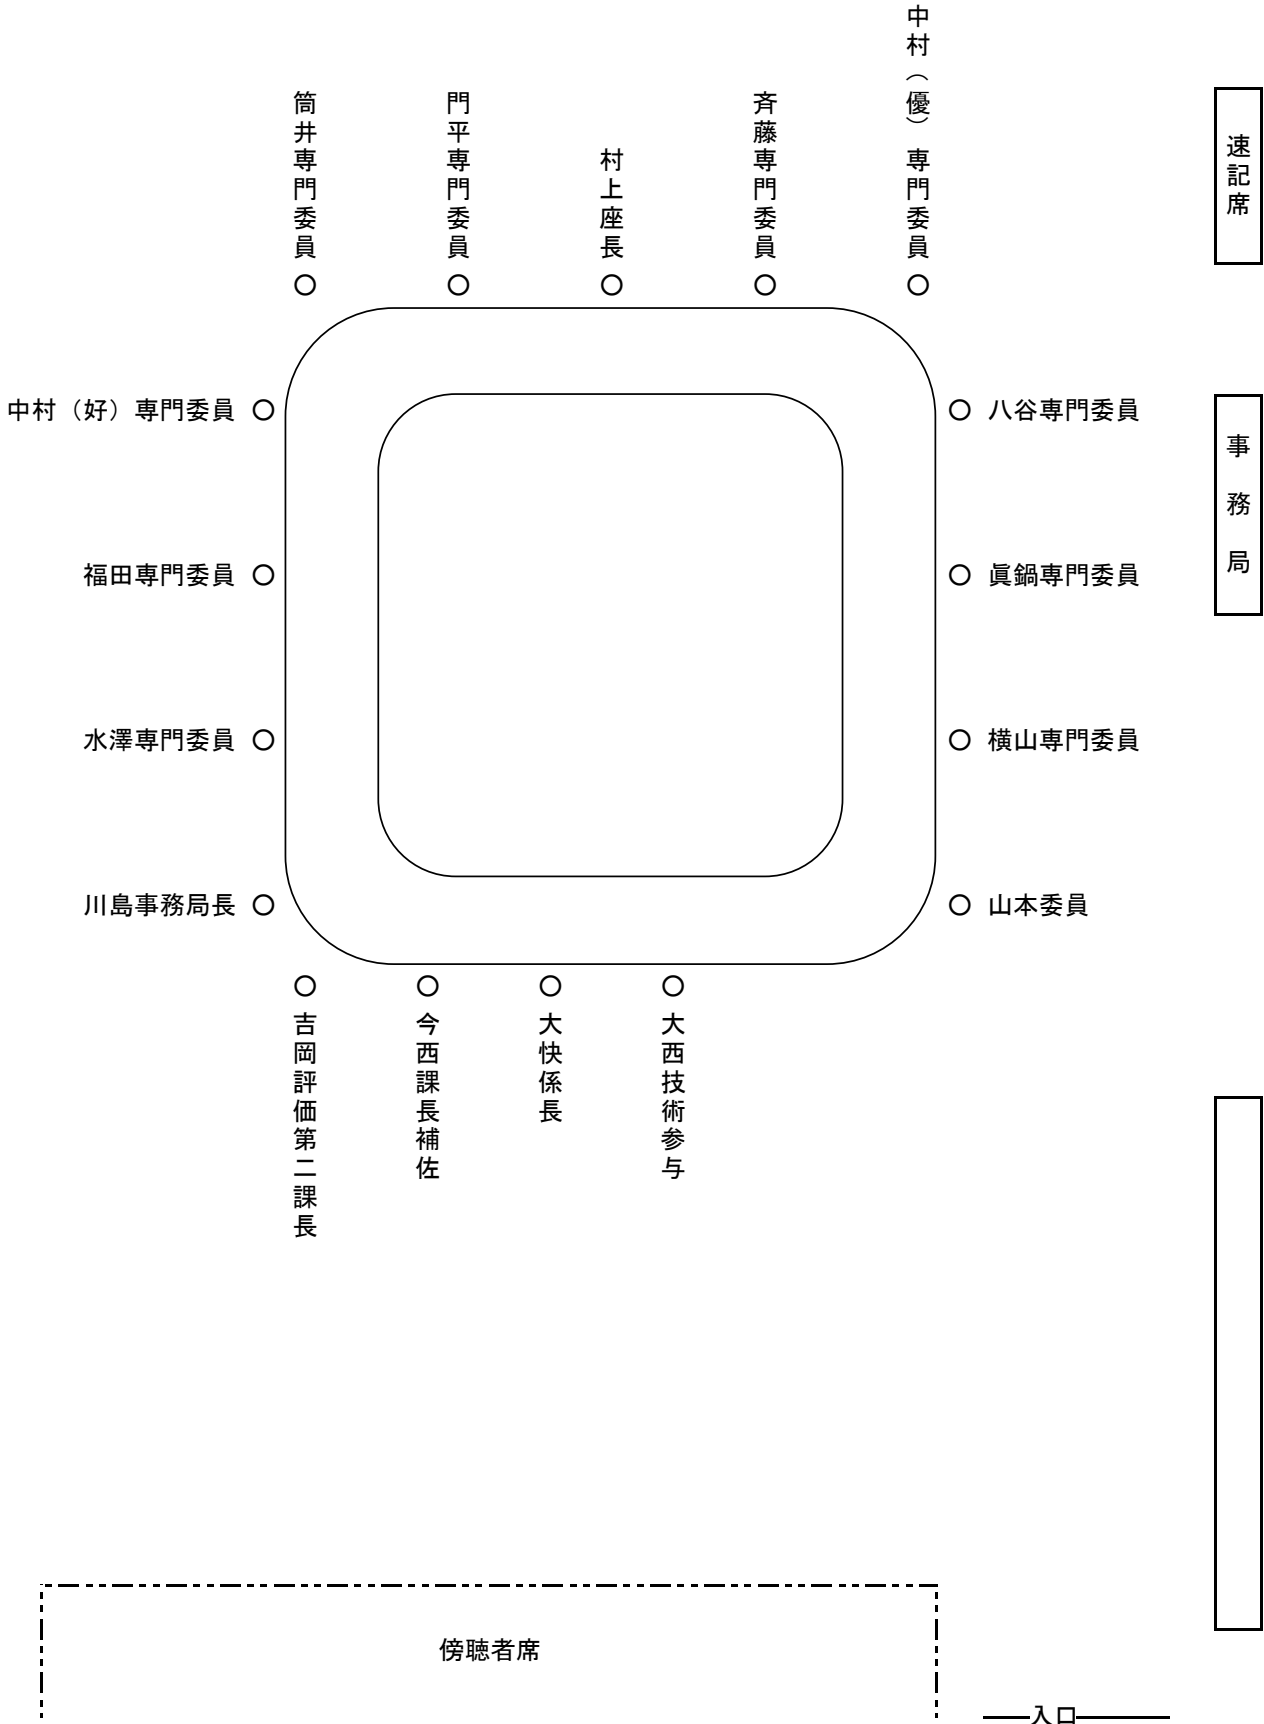 筒井専門委員
門平専門委員
村上座長
斉藤専門委員
中村（優）専門委員
速記席
中村（好）専門委員
八谷専門委員
事務局
福田専門委員
眞鍋専門委員
水澤専門委員
横山専門委員
川島事務局長
山本委員
吉岡評価第二課長
今西課長補佐
大快係長
大西技術参与
傍聴者席
入口